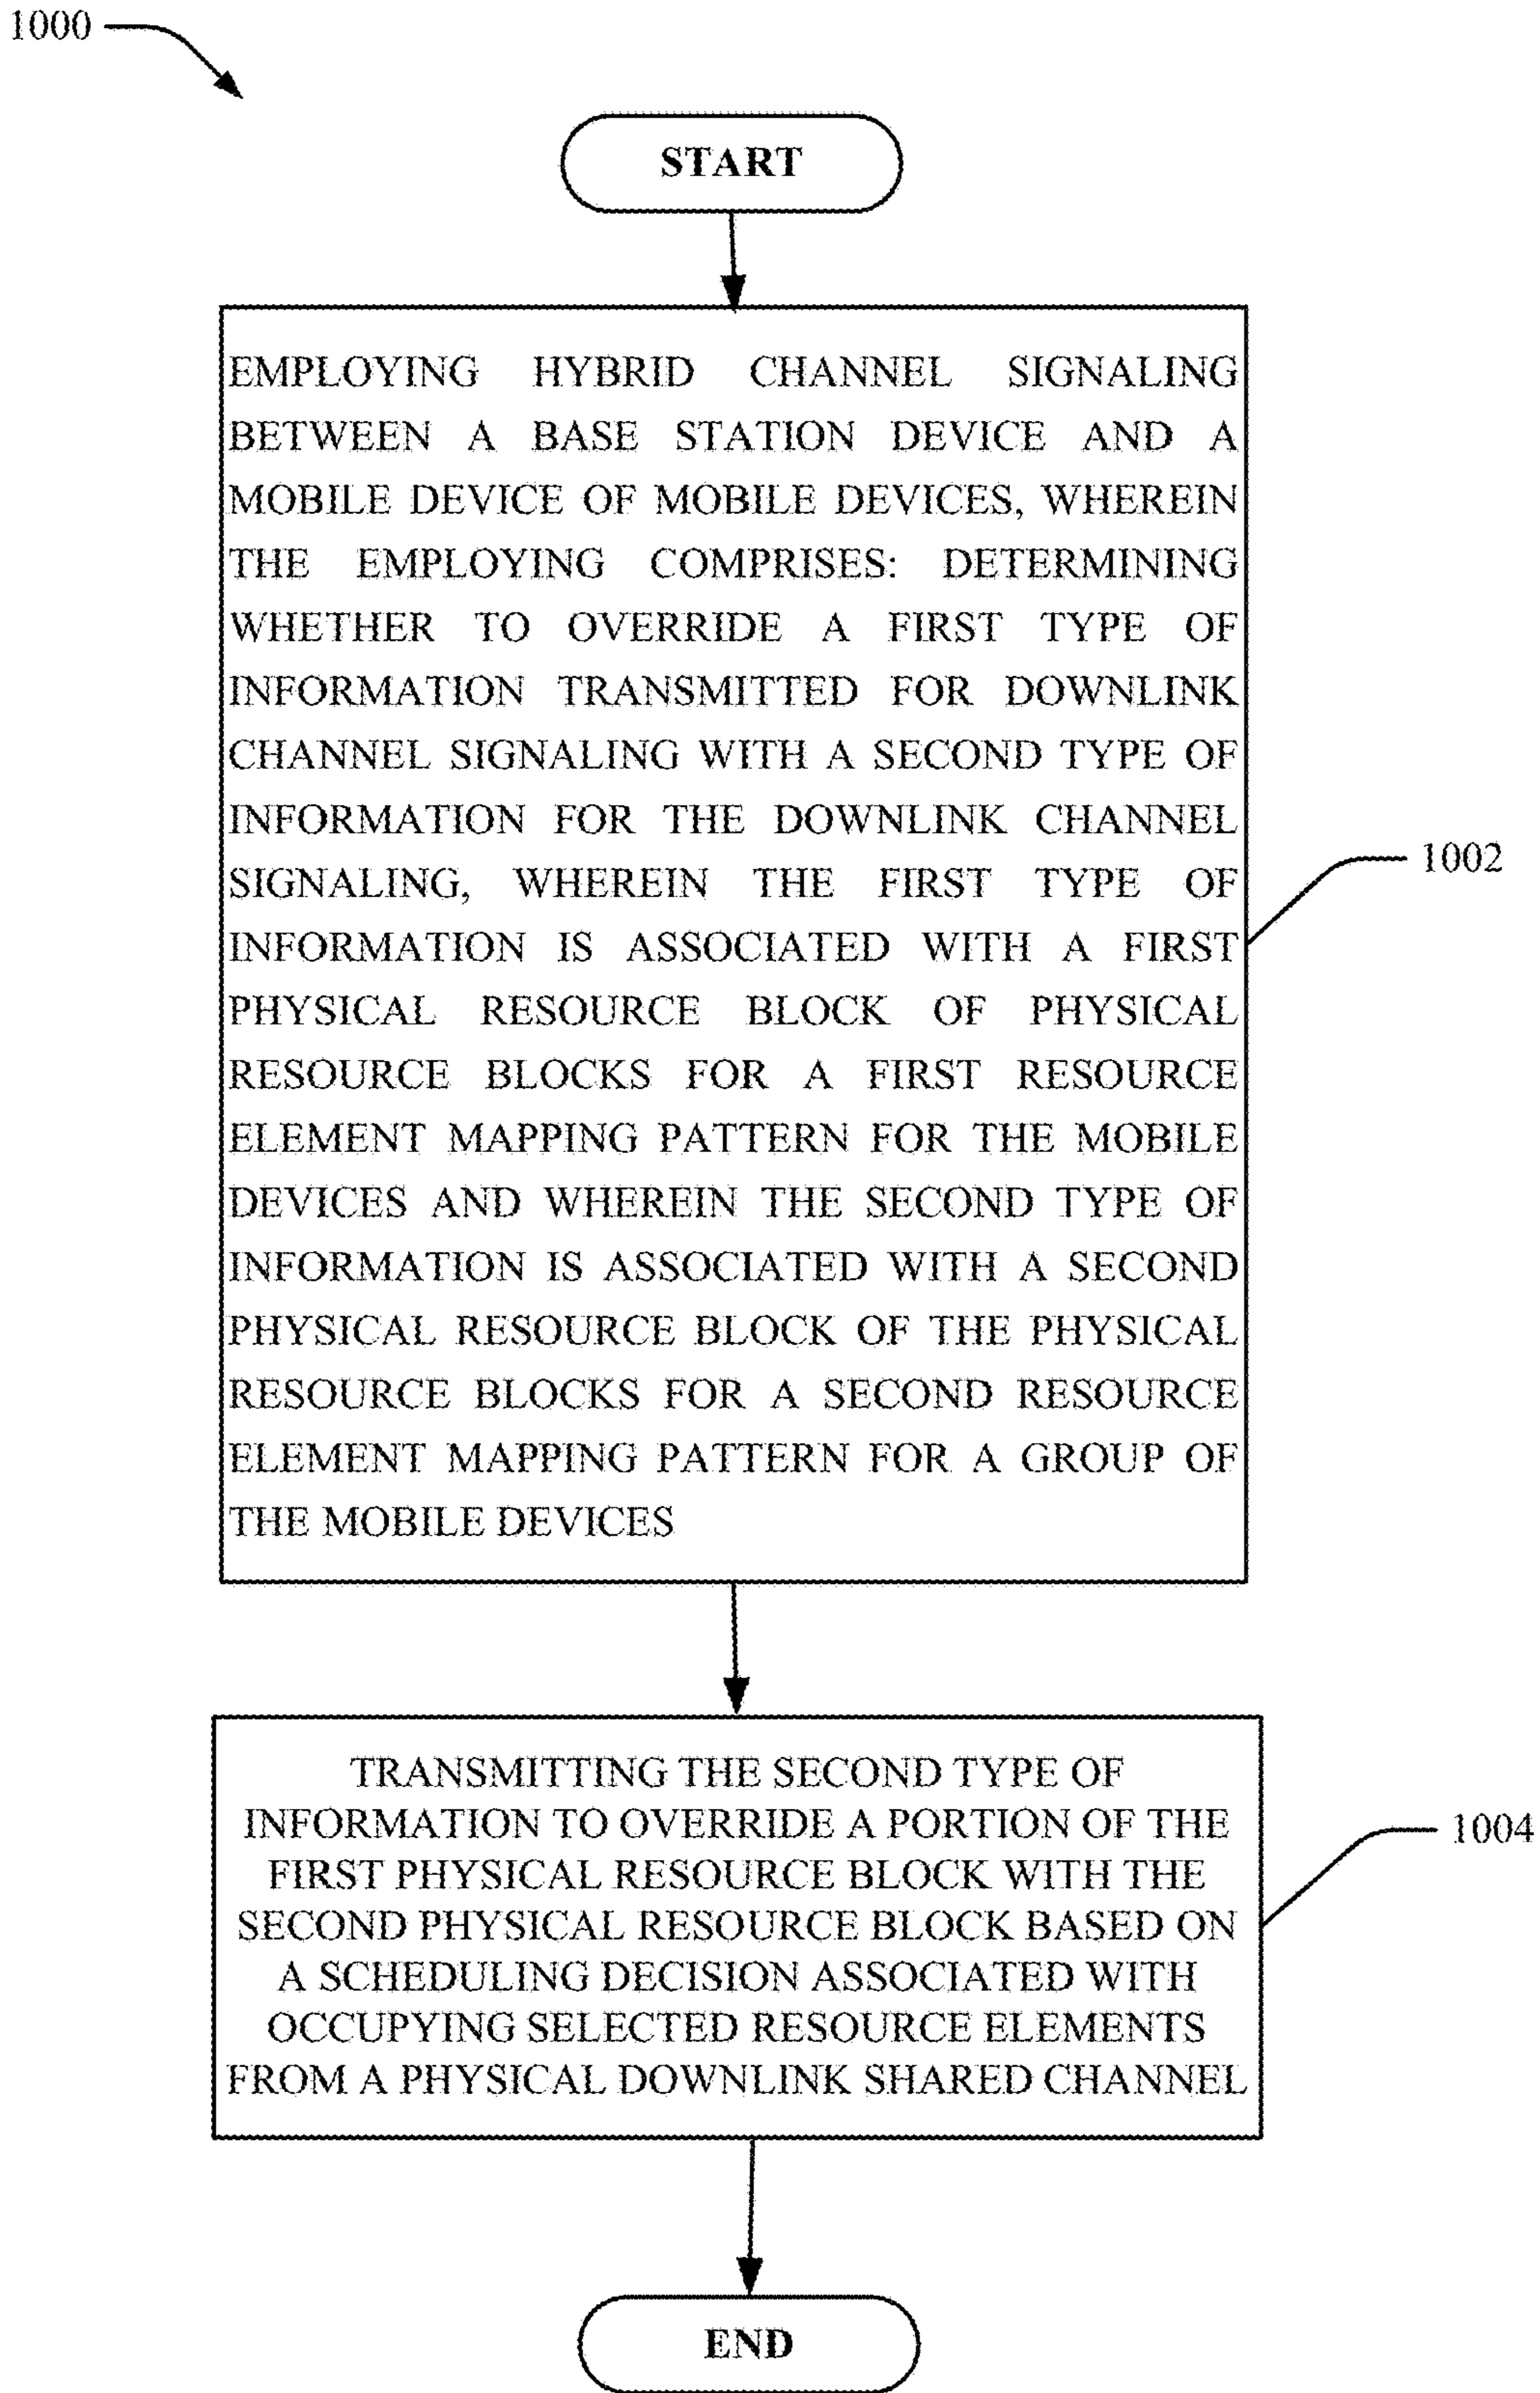 1000
START
EMPLOYING HYBRID CHANNEL SIGNALING
BETWEEN A BASE STATION DEVICE AND A
MOBILE DEVICE OF MOBILE DEVICES, WHEREIN
THE EMPLOYING COMPRISES: DETERMINING
WHETHER TO OVERRIDE A FIRST TYPE OF
INFORMATION TRANSMITTED FOR DOWNLINK
CHANNEL SIGNALING WITH A SECOND TYPE OF
INFORMATION FOR THE DOWNLINK CHANNEL
SIGNALING, WHEREIN THE FIRST TYPE OF
INFORMATION IS ASSOCIATED WITH A FIRST
PHYSICAL RESOURCE BLOCK OF PHYSICAL
RESOURCE BLOCKS FOR A FIRST RESOURCE
ELEMENT MAPPING PATTERN FOR THE MOBILE
DEVICES AND WHEREIN THE SECOND TYPE OF
INFORMATION IS ASSOCIATED WITH A SECOND
PHYSICAL RESOURCE BLOCK OF THE PHYSICAL
RESOURCE BLOCKS FOR A SECOND RESOURCE
ELEMENT MAPPING PATTERN FOR A GROUP OF
THE MOBILE DEVICES
1002
TRANSMITTING THE SECOND TYPE OF
INFORMATION TO OVERRIDE A PORTION OF THE
FIRST PHYSICAL RESOURCE BLOCK WITH THE
SECOND PHYSICAL RESOURCE BLOCK BASED ON
A SCHEDULING DECISION ASSOCIATED WITH
OCCUPYING SELECTED RESOURCE ELEMENTS
FROM A PHYSICAL DOWNLINK SHARED CHANNEL
1004
END